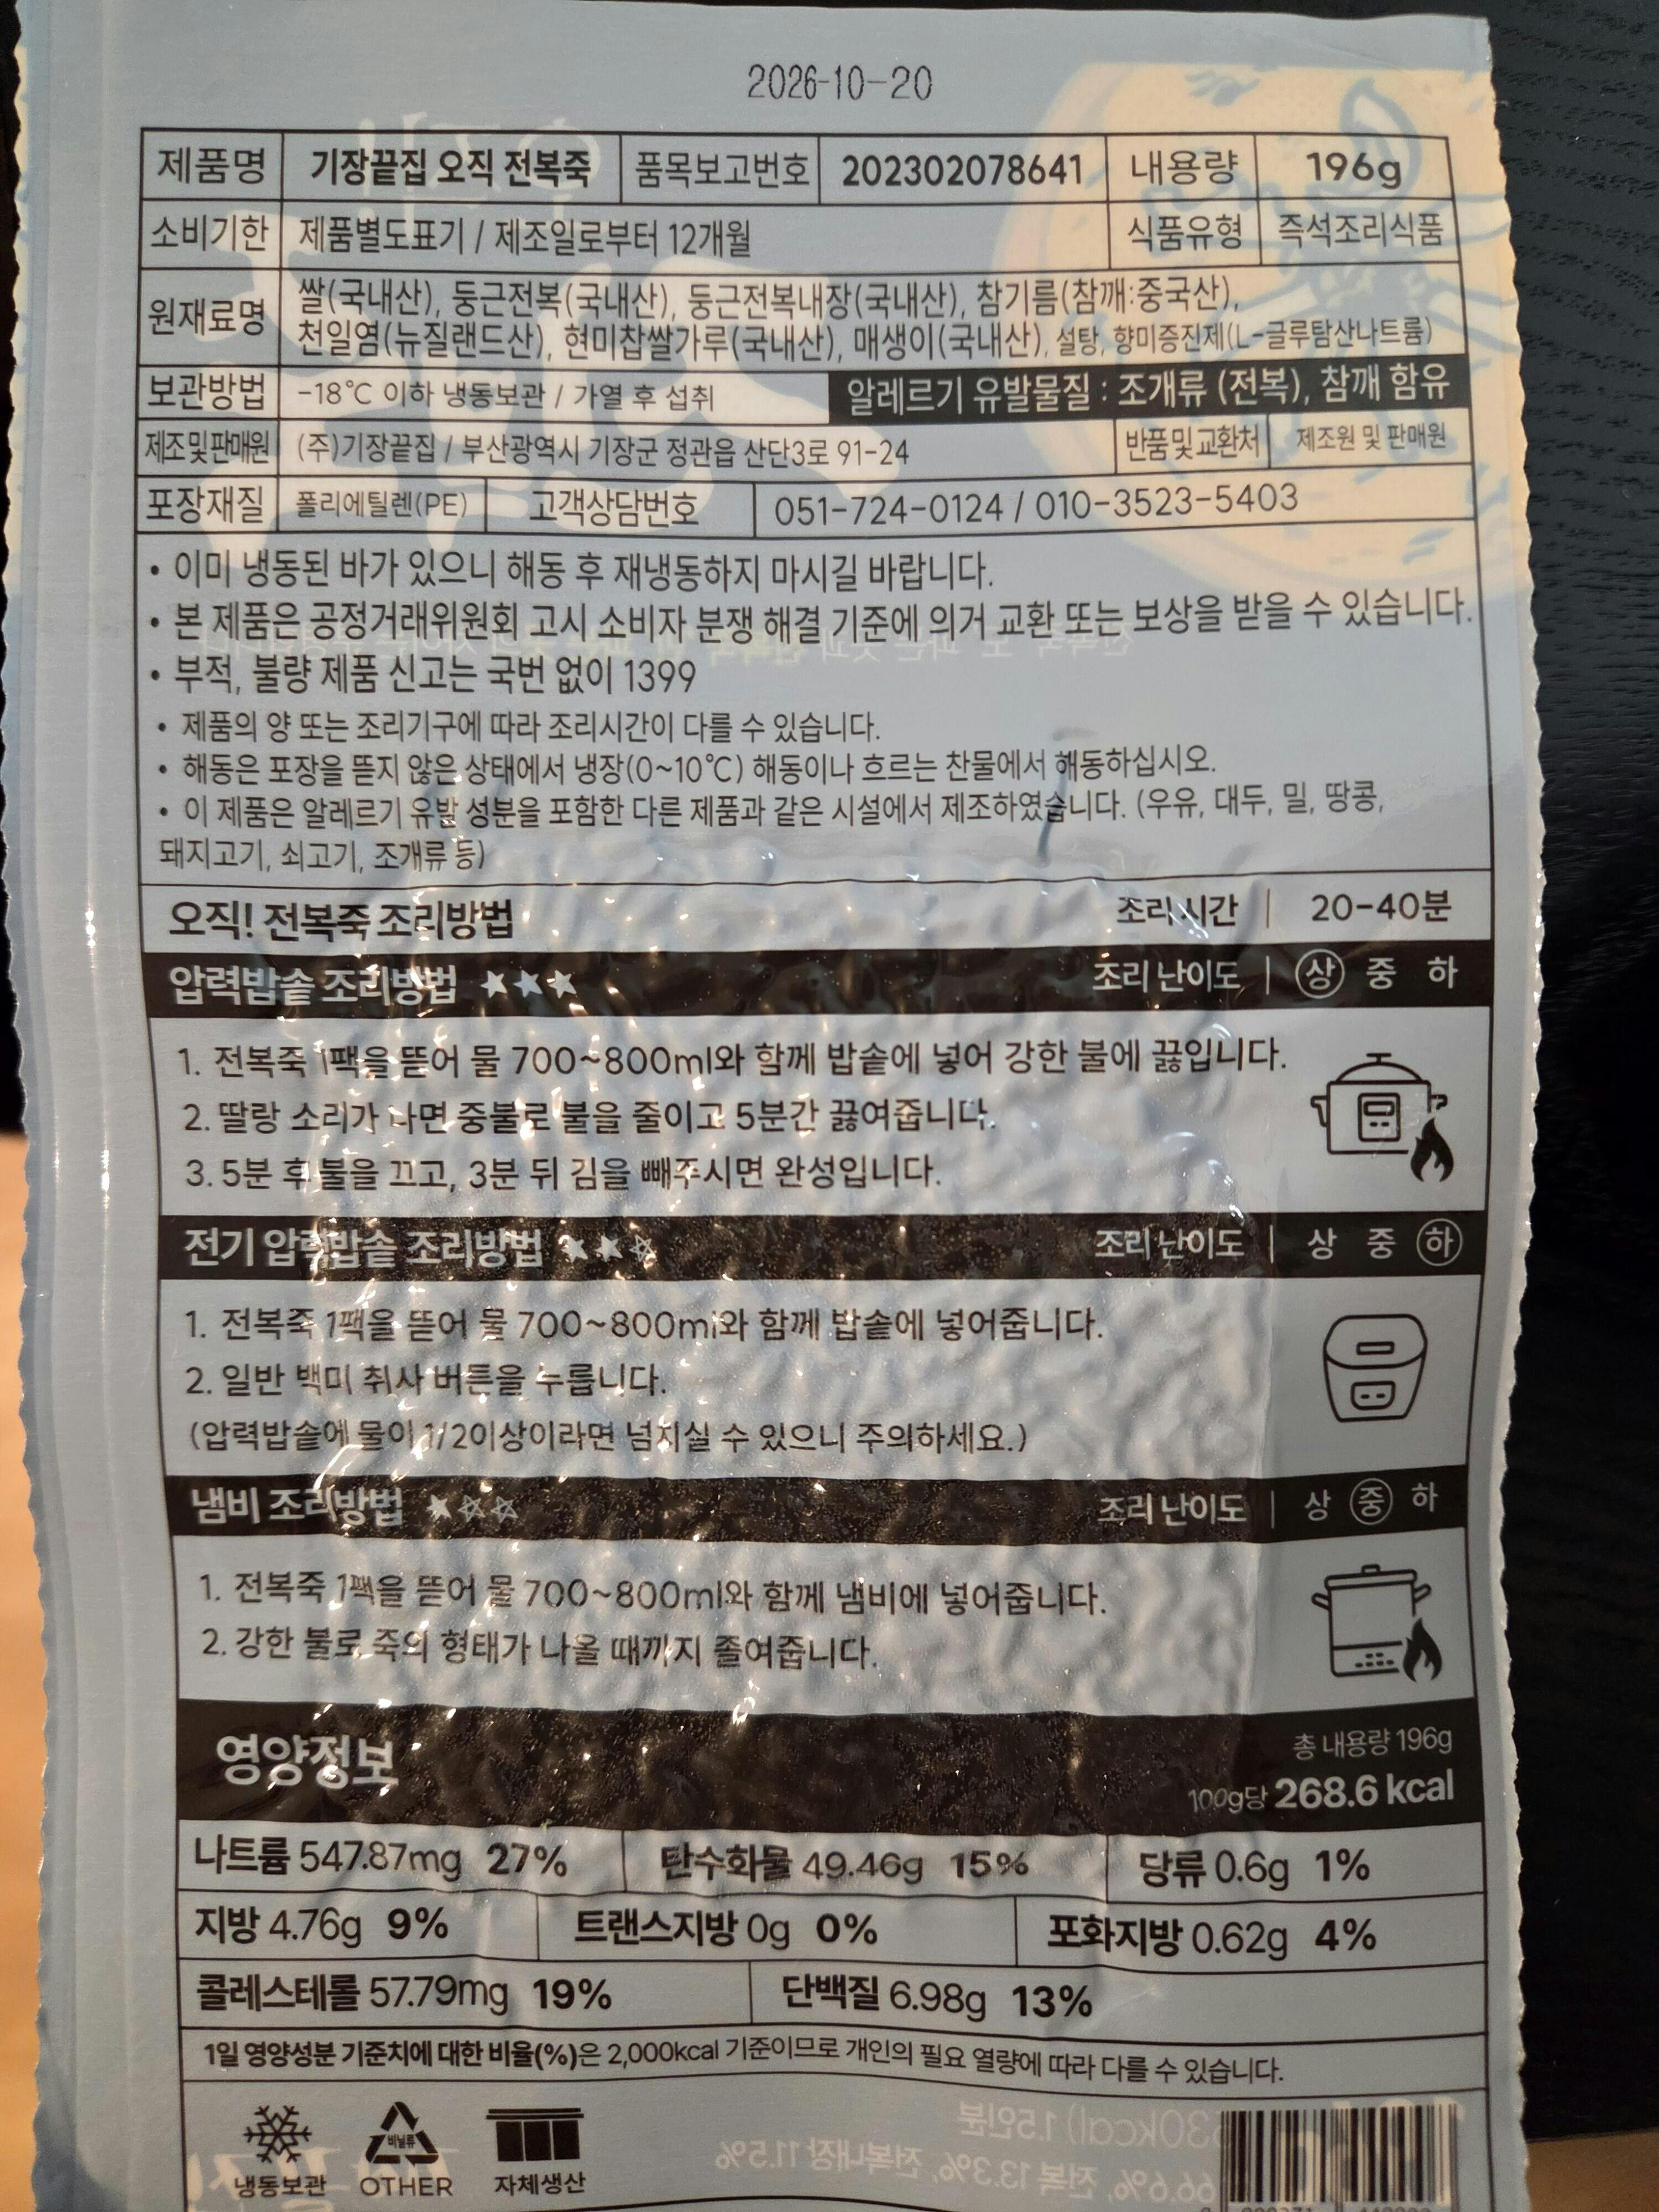 2026-10-20
제품명 기장끝집 오직 전복죽 품목보고번호 202302078641 내용량 196g
소비기한 제품별도표기 / 제조일로부터 12개월 식품유형 즉석조리식품
원재료명 쌀(국내산), 둥근전복(국내산), 둥근전복내장(국내산), 참기름(참깨:중국산),
천일염(뉴질랜드산), 현미찹쌀가루(국내산), 매생이(국내산), 설탕, 향미증진제(L-글루탐산나트륨)
보관방법 -18℃ 이하 냉동보관 / 가열 후 섭취 알레르기 유발물질 : 조개류 (전복), 참깨 함유
제조및판매원 (주)기장끝집 / 부산광역시 기장군 정관읍 산단3로 91-24 반품및교환처 제조원 및 판매원
포장재질 폴리에틸렌(PE) 고객상담번호 051-724-0124 / 010-3523-5403
• 이미 냉동된 바가 있으니 해동 후 재냉동하지 마시길 바랍니다.
• 본 제품은 공정거래위원회 고시 소비자 분쟁 해결 기준에 의거 교환 또는 보상을 받을 수 있습니다.
• 부적, 불량 제품 신고는 국번 없이 1399
• 제품의 양 또는 조리기구에 따라 조리시간이 다를 수 있습니다.
• 해동은 포장을 뜯지 않은 상태에서 냉장(0~10℃) 해동이나 흐르는 찬물에서 해동하십시오.
• 이 제품은 알레르기 유발 성분을 포함한 다른 제품과 같은 시설에서 제조하였습니다. (우유, 대두, 밀, 땅콩,
돼지고기, 쇠고기, 조개류 등)
오직! 전복죽 조리방법 조리 시간 | 20-40분
압력밥솥 조리방법 ★★★ 조리 난이도 | 상 중 하
1. 전복죽 1팩을 뜯어 물 700~800ml와 함께 밥솥에 넣어 강한 불에 끓입니다.
2. 딸랑 소리가 나면 중불로 불을 줄이고 5분간 끓여줍니다.
3. 5분 후 불을 끄고, 3분 뒤 김을 빼주시면 완성입니다.
전기 압력밥솥 조리방법 ★★☆ 조리 난이도 | 상 중 하
1. 전복죽 1팩을 뜯어 물 700~800ml와 함께 밥솥에 넣어줍니다.
2. 일반 백미 취사 버튼을 누릅니다.
(압력밥솥에 물이 1/2이상이라면 넘치실 수 있으니 주의하세요.)
냄비 조리방법 ★☆☆ 조리 난이도 | 상 중 하
1. 전복죽 1팩을 뜯어 물 700~800ml와 함께 냄비에 넣어줍니다.
2. 강한 불로 죽의 형태가 나올 때까지 졸여줍니다.
영양정보 총 내용량 196g
100g당 268.6 kcal
나트륨 547.87mg 27% 탄수화물 49.46g 15% 당류 0.6g 1%
지방 4.76g 9% 트랜스지방 0g 0% 포화지방 0.62g 4%
콜레스테롤 57.79mg 19% 단백질 6.98g 13%
1일 영양성분 기준치에 대한 비율(%)은 2,000kcal 기준이므로 개인의 필요 열량에 따라 다를 수 있습니다.
비닐류
냉동보관 OTHER 자체생산